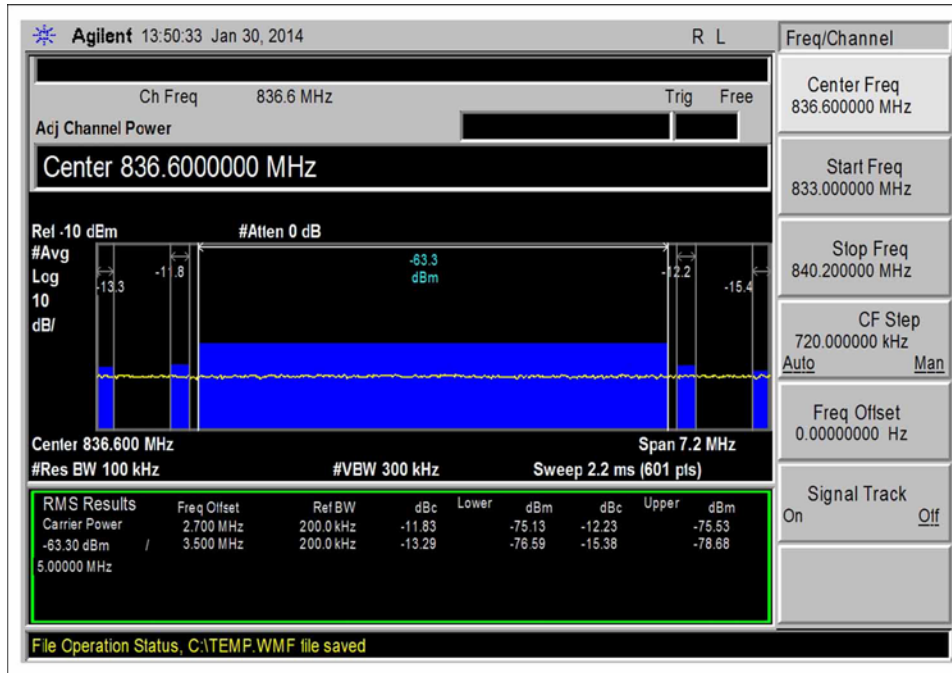 Agilent 13:50:33 Jan 30, 2014 R L
Ch Freq 836.6 MHz Trig Free
Adj Channel Power
Center 836.6000000 MHz
Ref -10 dBm #Atten 0 dB
#Avg
Log
10
dB/
-13.3
-11.8
-63.3
dBm
-12.2
-15.4
Center 836.600 MHz Span 7.2 MHz
#Res BW 100 kHz #VBW 300 kHz Sweep 2.2 ms (601 pts)
RMS Results Freq Offset Ref BW dBc Lower dBm dBc Upper dBm
Carrier Power 2.700 MHz 200.0 kHz -11.83 -75.13 -12.23 -75.53
-63.30 dBm / 3.500 MHz 200.0 kHz -13.29 -76.59 -15.38 -78.68
5.00000 MHz
File Operation Status, C:\TEMP.WMF file saved
Freq/Channel
Center Freq
836.600000 MHz
Start Freq
833.000000 MHz
Stop Freq
840.200000 MHz
CF Step
720.000000 kHz
Auto Man
Freq Offset
0.00000000 Hz
Signal Track
On Off